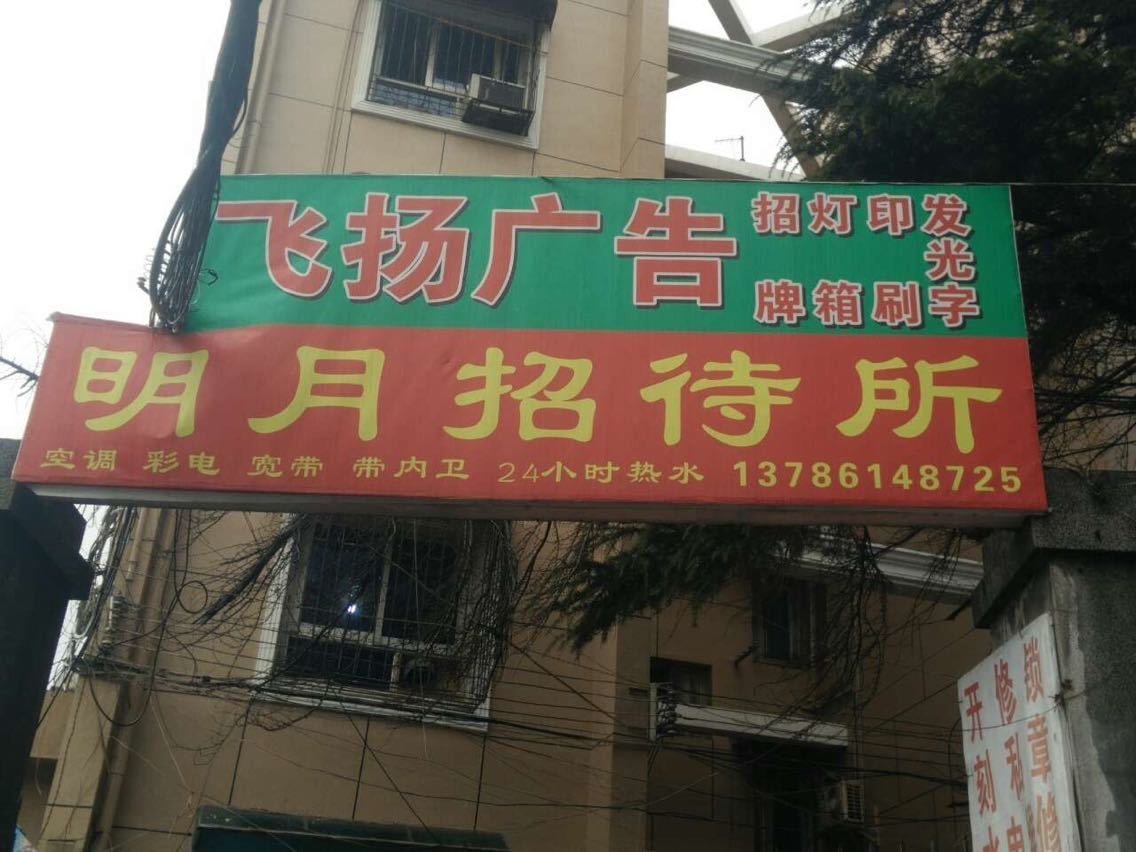 飞扬广告
招牌 灯箱 印刷 发光字
明月招待所
空调 彩电 宽带 带内卫 24小时热水 13786148725
开修锁
刻私章